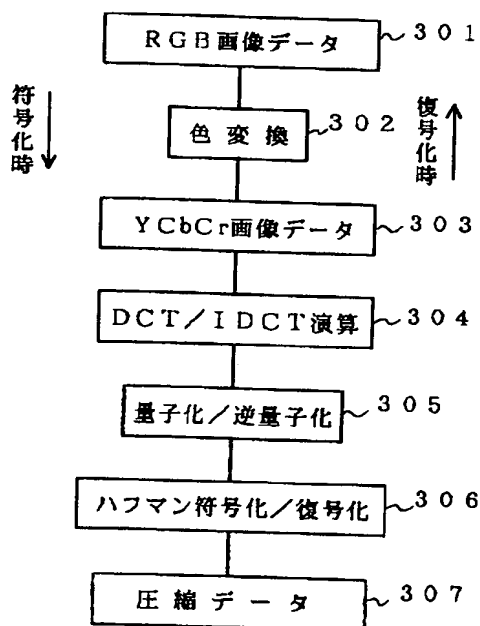 RGB画像データ 301
符号化時
復号化時
色変換 302
YCbCr画像データ 303
DCT/IDCT演算 304
量子化/逆量子化 305
ハフマン符号化/復号化 306
圧縮データ 307